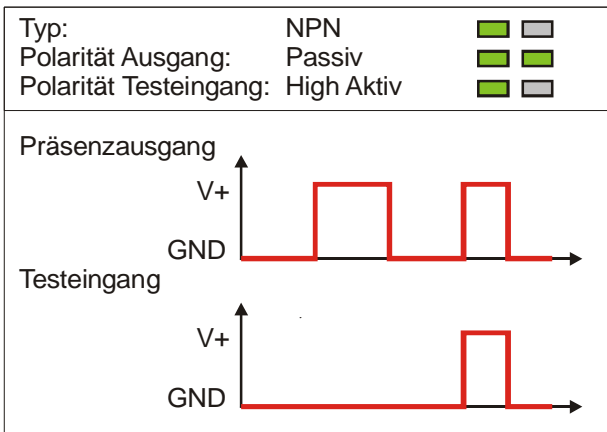 Typ: NPN
Polarität Ausgang: Passiv
Polarität Testeingang: High Aktiv
Präsenzausgang
V+
GND
Testeingang
V+
GND